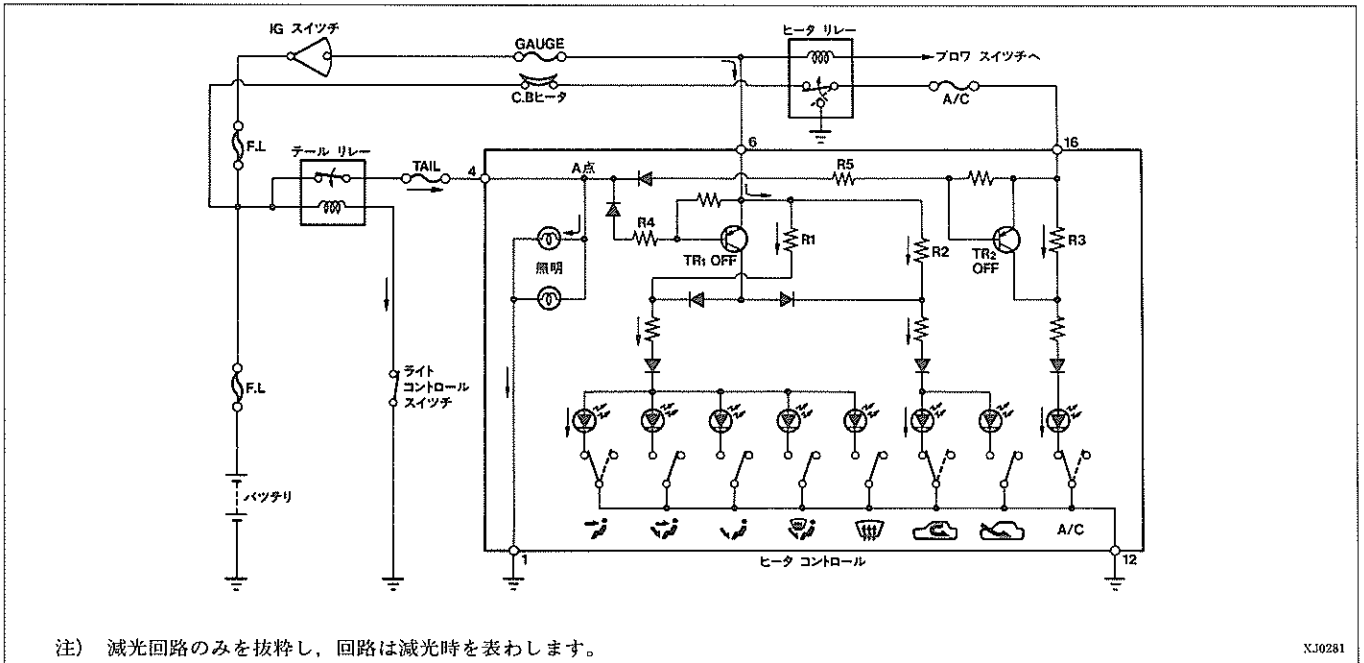 IG スイッチ
GAUGE
ヒータ リレー
ブロワ スイッチへ
C.Bヒータ
A/C
F.L
テール リレー
TAIL
4
A点
6
16
R5
R4
R1
R2
R3
TR1 OFF
TR2
OFF
照明
F.L
ライト
コントロール
スイッチ
バッテリ
A/C
1
ヒータ コントロール
12
注) 減光回路のみを抜粋し，回路は減光時を表わします。
XJ0281